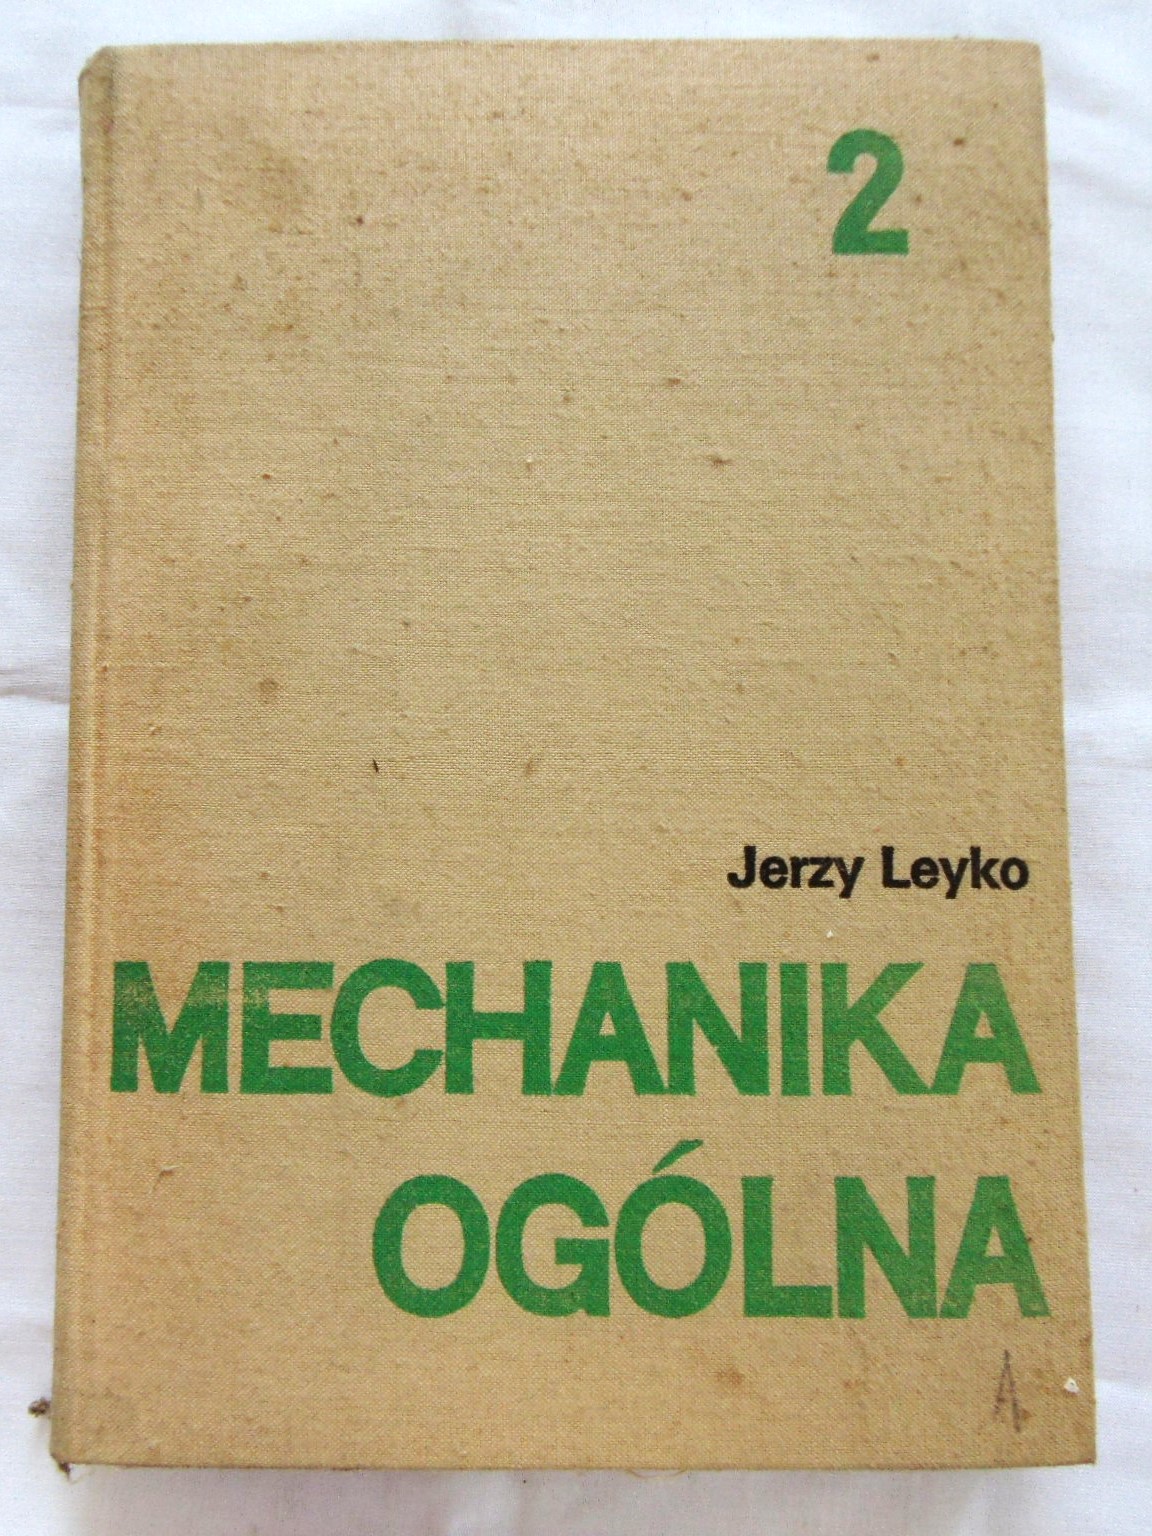 2
Jerzy Leyko
MECHANIKA
OGÓLNA
A